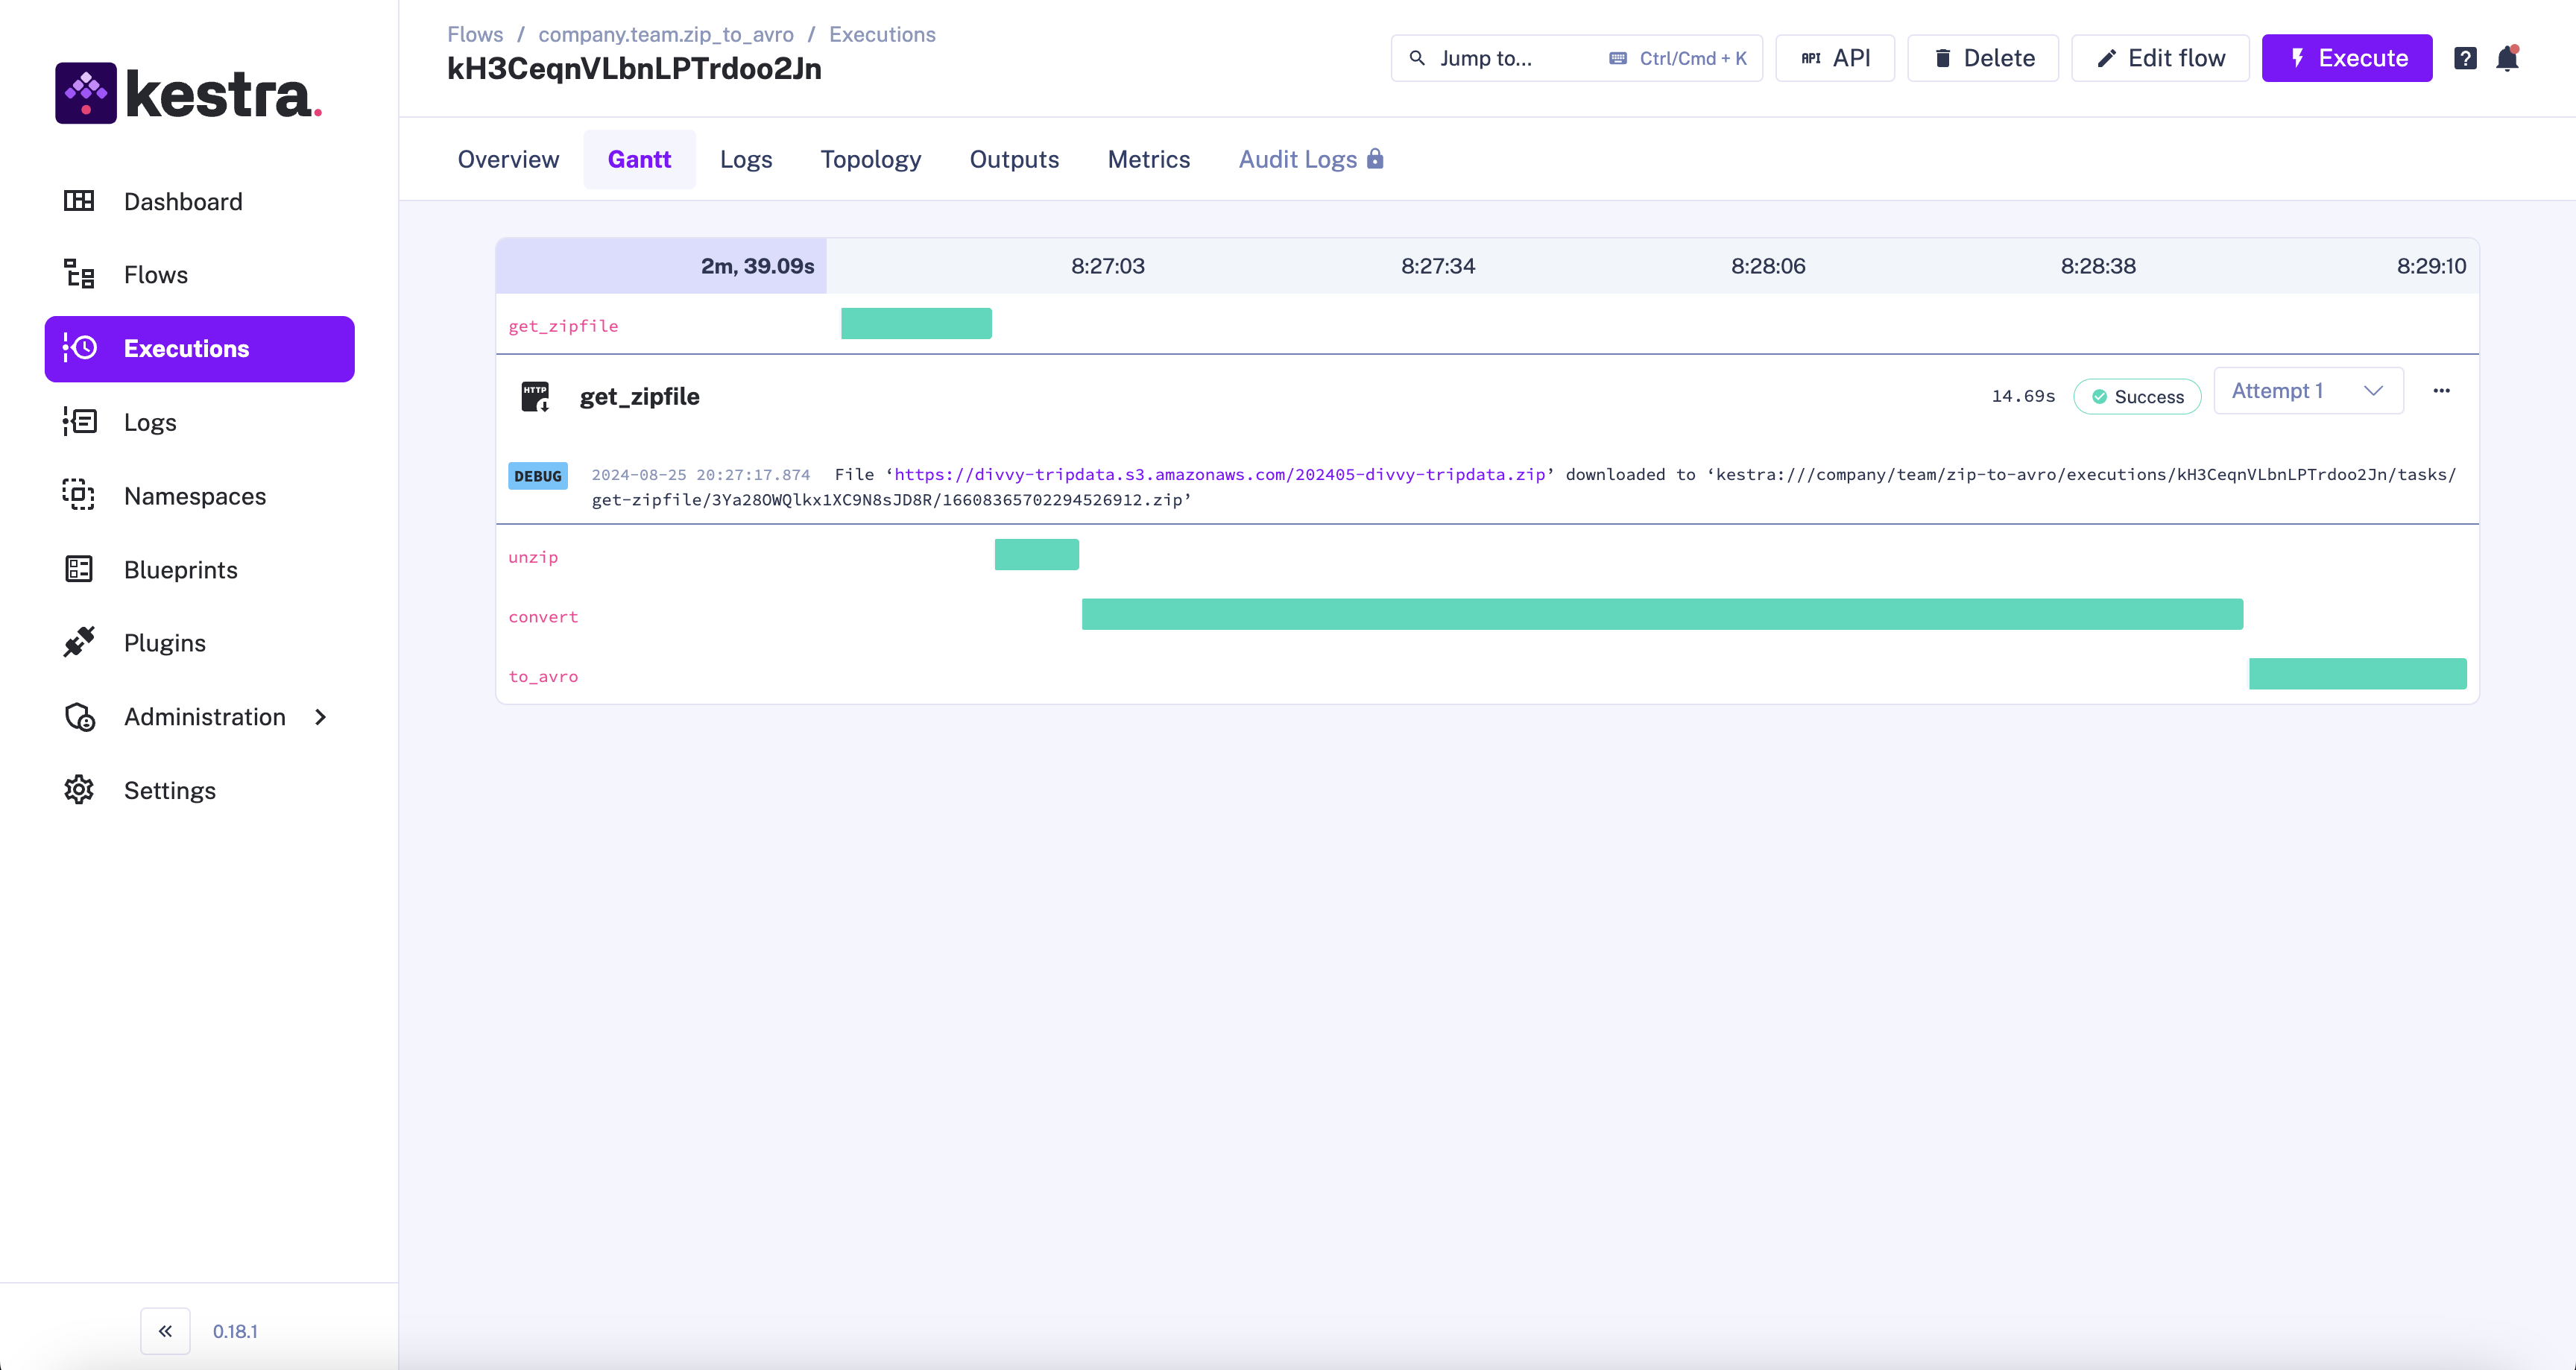 Flows / company.team.zip_to_avro / Executions
kH3CeqnVLbnLPTrdoo2Jn
Jump to... Ctrl/Cmd + K
API API
Delete
Edit flow
Execute
kestra.
Dashboard
Flows
Executions
Logs
Namespaces
Blueprints
Plugins
Administration
Settings
0.18.1
Overview Gantt Logs Topology Outputs Metrics Audit Logs
2m, 39.09s 8:27:03 8:27:34 8:28:06 8:28:38 8:29:10
get_zipfile
HTTP get_zipfile 14.69s Success Attempt 1
DEBUG 2024-08-25 20:27:17.874 File ‘https://divvy-tripdata.s3.amazonaws.com/202405-divvy-tripdata.zip’ downloaded to ‘kestra:///company/team/zip-to-avro/executions/kH3CeqnVLbnLPTrdoo2Jn/tasks/
get-zipfile/3Ya28OWQlkx1XC9N8sJD8R/16608365702294526912.zip’
unzip
convert
to_avro